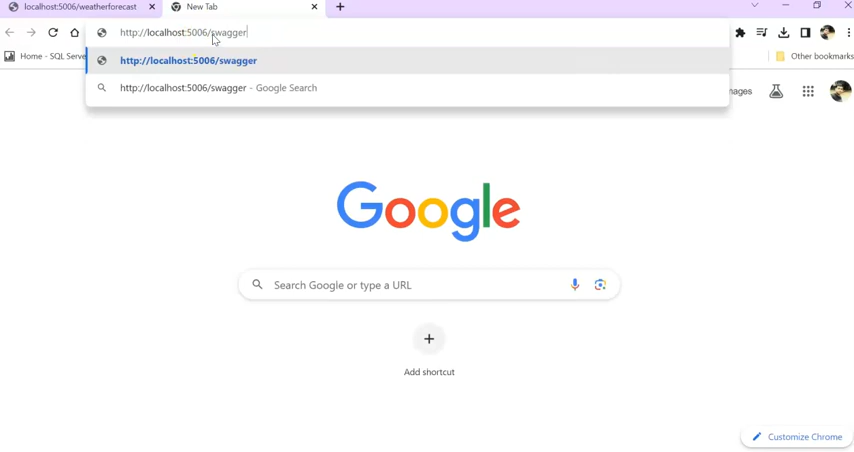 localhost:5006/weatherforecast
New Tab
http://localhost:5006/swagger
Home - SQL Serve
Other bookmarks
http://localhost:5006/swagger
http://localhost:5006/swagger - Google Search
mages
Google
Search Google or type a URL
Add shortcut
Customize Chrome